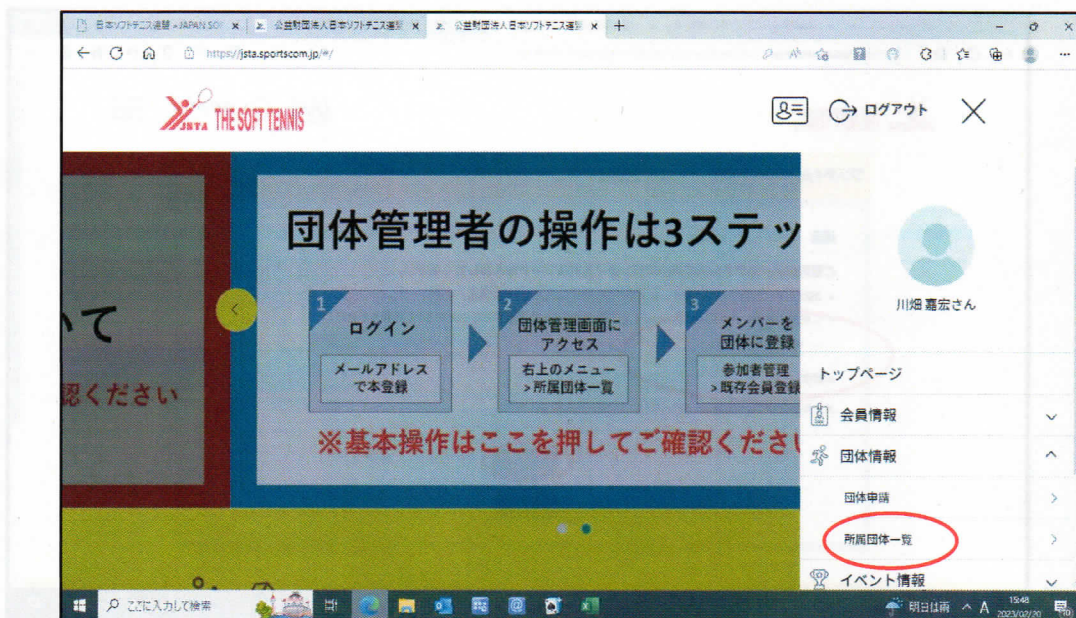 日本ソフトテニス連盟 - JAPAN SOF
公益財団法人日本ソフトテニス連盟
公益財団法人日本ソフトテニス連盟
https://jsta.sportscom.jp/#/
JSTA THE SOFT TENNIS
ログアウト
団体管理者の操作は3ステッ
川畑 嘉宏さん
1
ログイン
メールアドレス
で本登録
2
団体管理画面に
アクセス
右上のメニュー
>所属団体一覧
3
メンバーを
団体に登録
参加者管理
>既存会員登録
いて
認ください
※基本操作はここを押してご確認ください
トップページ
会員情報
団体情報
団体申請
所属団体一覧
イベント情報
ここに入力して検索
明日は雨
A
15:48
2023/02/20